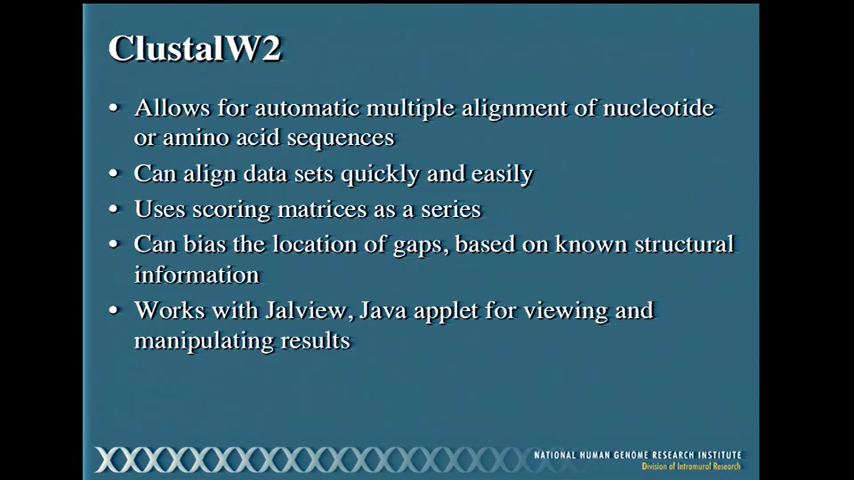 ClustalW2
• Allows for automatic multiple alignment of nucleotide
or amino acid sequences
• Can align data sets quickly and easily
• Uses scoring matrices as a series
• Can bias the location of gaps, based on known structural
information
• Works with Jalview, Java applet for viewing and
manipulating results
NATIONAL HUMAN GENOME RESEARCH INSTITUTE
Division of Intramural Research